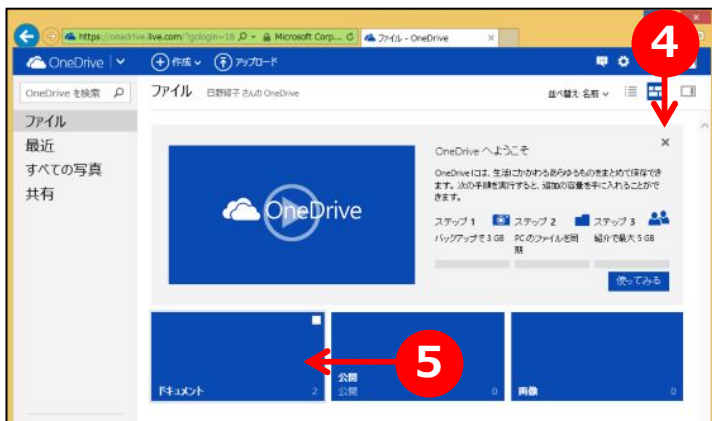 https://onedrive.live.com/?gologin=18
Microsoft Corp...
ファイル - OneDrive
4
OneDrive
作成
アップロード
OneDrive を検索
ファイル 日野経子 さんの OneDrive
並べ替え: 名前
ファイル
最近
すべての写真
共有
OneDrive
OneDrive へようこそ
OneDrive には、生活にかかわるあらゆるものをまとめて保存でき
ます。次の手順を実行すると、追加の容量を手に入れることがで
きます。
ステップ 1 ステップ 2 ステップ 3
バックアップで 3 GB PC のファイルを同期 紹介で最大 5 GB
使ってみる
5
ドキュメント 2
公開
公開 0
画像 0